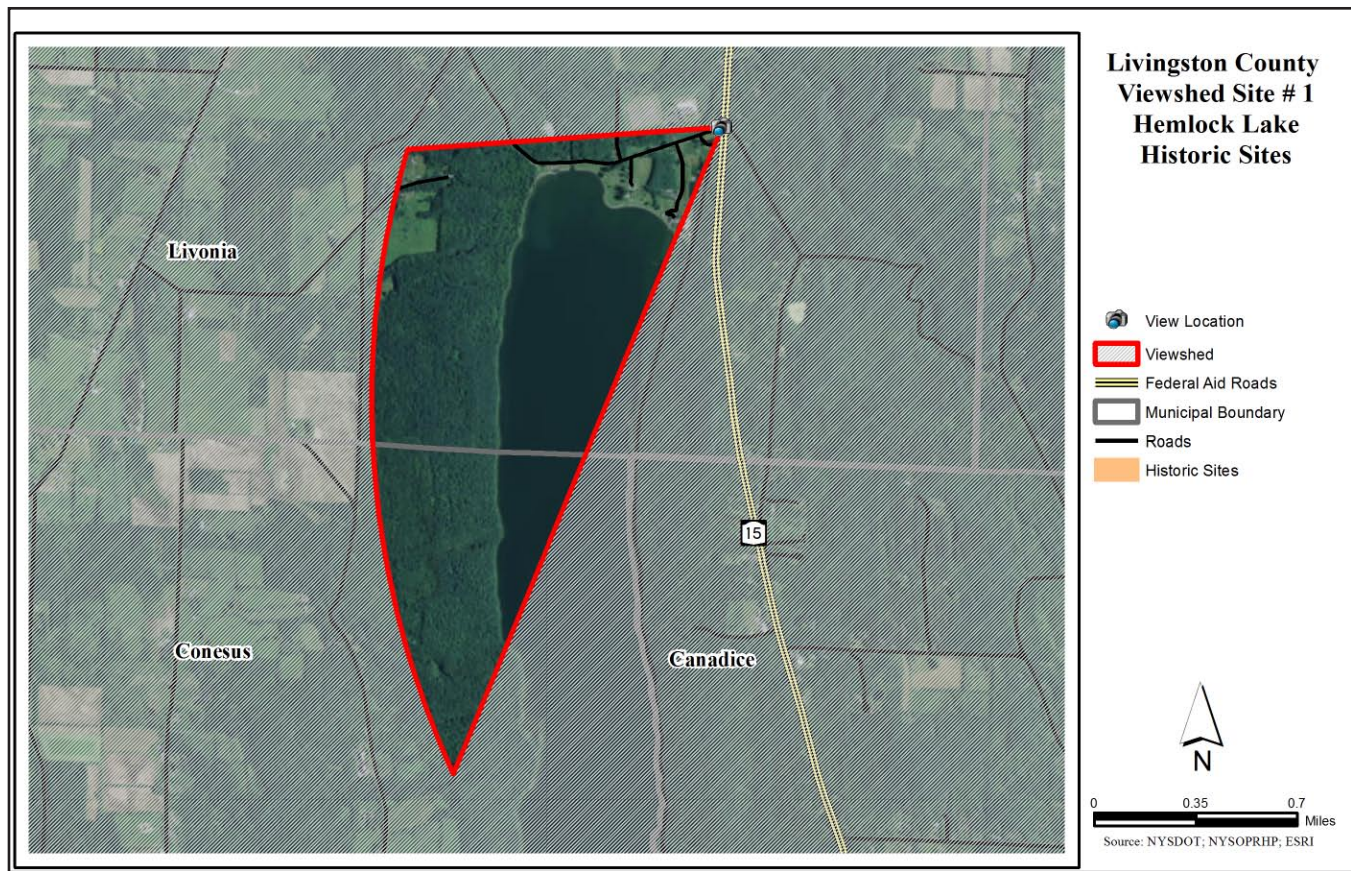 Livingston County
Viewshed Site # 1
Hemlock Lake
Historic Sites
Livonia
Conesus
Canadice
15
View Location
Viewshed
Federal Aid Roads
Municipal Boundary
Roads
Historic Sites
N
0 0.35 0.7
Miles
Source: NYSDOT; NYSOPRHP; ESRI